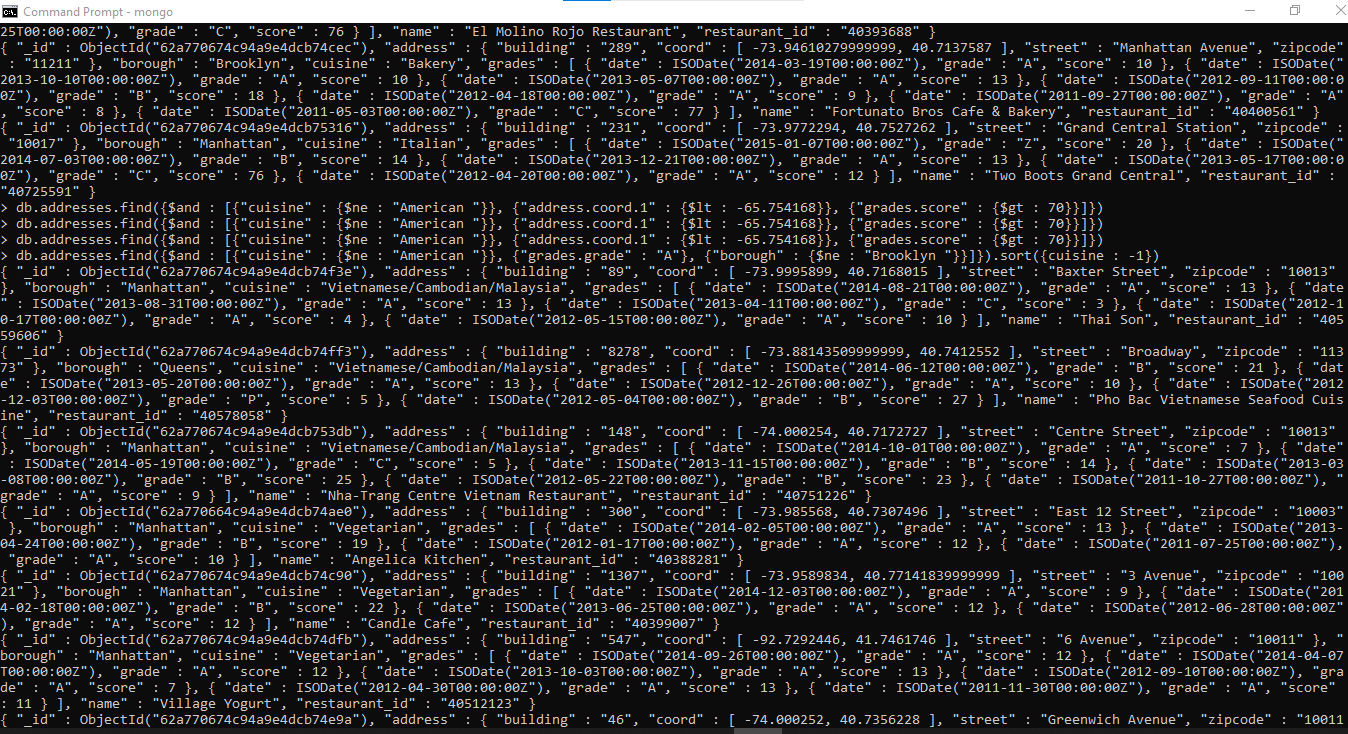 Command Prompt - mongo
25T00:00:00Z"), "grade" : "C", "score" : 76 } ], "name" : "El Molino Rojo Restaurant", "restaurant_id" : "40393688" }
{ "_id" : ObjectId("62a770674c94a9e4dcb74cec"), "address" : { "building" : "289", "coord" : [ -73.94610279999999, 40.7137587 ], "street" : "Manhattan Avenue", "zipcode"
 : "11211" }, "borough" : "Brooklyn", "cuisine" : "Bakery", "grades" : [ { "date" : ISODate("2014-03-19T00:00:00Z"), "grade" : "A", "score" : 10 }, { "date" : ISODate("
2013-10-10T00:00:00Z"), "grade" : "A", "score" : 10 }, { "date" : ISODate("2013-05-07T00:00:00Z"), "grade" : "A", "score" : 13 }, { "date" : ISODate("2012-09-11T00:00:0
0Z"), "grade" : "B", "score" : 18 }, { "date" : ISODate("2012-04-18T00:00:00Z"), "grade" : "A", "score" : 9 }, { "date" : ISODate("2011-09-27T00:00:00Z"), "grade" : "A"
, "score" : 8 }, { "date" : ISODate("2011-05-03T00:00:00Z"), "grade" : "C", "score" : 77 } ], "name" : "Fortunato Bros Cafe & Bakery", "restaurant_id" : "40400561" }
{ "_id" : ObjectId("62a770674c94a9e4dcb75316"), "address" : { "building" : "231", "coord" : [ -73.9772294, 40.7527262 ], "street" : "Grand Central Station", "zipcode" :
 "10017" }, "borough" : "Manhattan", "cuisine" : "Italian", "grades" : [ { "date" : ISODate("2015-01-07T00:00:00Z"), "grade" : "Z", "score" : 20 }, { "date" : ISODate("
2014-07-03T00:00:00Z"), "grade" : "B", "score" : 14 }, { "date" : ISODate("2013-12-21T00:00:00Z"), "grade" : "A", "score" : 13 }, { "date" : ISODate("2013-05-17T00:00:0
0Z"), "grade" : "C", "score" : 76 }, { "date" : ISODate("2012-04-20T00:00:00Z"), "grade" : "A", "score" : 12 } ], "name" : "Two Boots Grand Central", "restaurant_id" :
"40725591" }
> db.addresses.find({$and : [{"cuisine" : {$ne : "American "}}, {"address.coord.1" : {$lt : -65.754168}}, {"grades.score" : {$gt : 70}}]})
> db.addresses.find({$and : [{"cuisine" : {$ne : "American "}}, {"address.coord.1" : {$lt : -65.754168}}, {"grades.score" : {$gt : 70}}]})
> db.addresses.find({$and : [{"cuisine" : {$ne : "American "}}, {"address.coord.1" : {$lt : -65.754168}}, {"grades.score" : {$gt : 70}}]})
> db.addresses.find({$and : [{"cuisine" : {$ne : "American "}}, {"grades.grade" : "A"}, {"borough" : {$ne : "Brooklyn "}}]}).sort({cuisine : -1})
{ "_id" : ObjectId("62a770674c94a9e4dcb74f3e"), "address" : { "building" : "89", "coord" : [ -73.9995899, 40.7168015 ], "street" : "Baxter Street", "zipcode" : "10013"
}, "borough" : "Manhattan", "cuisine" : "Vietnamese/Cambodian/Malaysia", "grades" : [ { "date" : ISODate("2014-08-21T00:00:00Z"), "grade" : "A", "score" : 13 }, { "date
" : ISODate("2013-08-31T00:00:00Z"), "grade" : "A", "score" : 13 }, { "date" : ISODate("2013-04-11T00:00:00Z"), "grade" : "C", "score" : 3 }, { "date" : ISODate("2012-1
0-17T00:00:00Z"), "grade" : "A", "score" : 4 }, { "date" : ISODate("2012-05-15T00:00:00Z"), "grade" : "A", "score" : 10 } ], "name" : "Thai Son", "restaurant_id" : "405
59606" }
{ "_id" : ObjectId("62a770674c94a9e4dcb74ff3"), "address" : { "building" : "8278", "coord" : [ -73.88143509999999, 40.7412552 ], "street" : "Broadway", "zipcode" : "113
73" }, "borough" : "Queens", "cuisine" : "Vietnamese/Cambodian/Malaysia", "grades" : [ { "date" : ISODate("2014-06-12T00:00:00Z"), "grade" : "B", "score" : 21 }, { "dat
e" : ISODate("2013-05-20T00:00:00Z"), "grade" : "A", "score" : 13 }, { "date" : ISODate("2012-12-26T00:00:00Z"), "grade" : "A", "score" : 10 }, { "date" : ISODate("2012
-12-03T00:00:00Z"), "grade" : "P", "score" : 5 }, { "date" : ISODate("2012-05-04T00:00:00Z"), "grade" : "B", "score" : 27 } ], "name" : "Pho Bac Vietnamese Seafood Cuis
ine", "restaurant_id" : "40578058" }
{ "_id" : ObjectId("62a770674c94a9e4dcb753db"), "address" : { "building" : "148", "coord" : [ -74.000254, 40.7172727 ], "street" : "Centre Street", "zipcode" : "10013"
}, "borough" : "Manhattan", "cuisine" : "Vietnamese/Cambodian/Malaysia", "grades" : [ { "date" : ISODate("2014-10-01T00:00:00Z"), "grade" : "A", "score" : 7 }, { "date"
 : ISODate("2014-05-19T00:00:00Z"), "grade" : "C", "score" : 5 }, { "date" : ISODate("2013-11-15T00:00:00Z"), "grade" : "B", "score" : 14 }, { "date" : ISODate("2013-03
-08T00:00:00Z"), "grade" : "B", "score" : 25 }, { "date" : ISODate("2012-05-22T00:00:00Z"), "grade" : "B", "score" : 23 }, { "date" : ISODate("2011-10-27T00:00:00Z"), "
grade" : "A", "score" : 9 } ], "name" : "Nha-Trang Centre Vietnam Restaurant", "restaurant_id" : "40751226" }
{ "_id" : ObjectId("62a770664c94a9e4dcb74ae0"), "address" : { "building" : "300", "coord" : [ -73.985568, 40.7307496 ], "street" : "East 12 Street", "zipcode" : "10003"
 }, "borough" : "Manhattan", "cuisine" : "Vegetarian", "grades" : [ { "date" : ISODate("2014-02-05T00:00:00Z"), "grade" : "A", "score" : 13 }, { "date" : ISODate("2013-
04-24T00:00:00Z"), "grade" : "B", "score" : 19 }, { "date" : ISODate("2012-01-17T00:00:00Z"), "grade" : "A", "score" : 12 }, { "date" : ISODate("2011-07-25T00:00:00Z"),
 "grade" : "A", "score" : 10 } ], "name" : "Angelica Kitchen", "restaurant_id" : "40388281" }
{ "_id" : ObjectId("62a770674c94a9e4dcb74c90"), "address" : { "building" : "1307", "coord" : [ -73.9589834, 40.77141839999999 ], "street" : "3 Avenue", "zipcode" : "100
21" }, "borough" : "Manhattan", "cuisine" : "Vegetarian", "grades" : [ { "date" : ISODate("2014-12-03T00:00:00Z"), "grade" : "A", "score" : 9 }, { "date" : ISODate("201
4-02-18T00:00:00Z"), "grade" : "B", "score" : 22 }, { "date" : ISODate("2013-06-25T00:00:00Z"), "grade" : "A", "score" : 12 }, { "date" : ISODate("2012-06-28T00:00:00Z"
), "grade" : "A", "score" : 12 } ], "name" : "Candle Cafe", "restaurant_id" : "40399007" }
{ "_id" : ObjectId("62a770674c94a9e4dcb74dfb"), "address" : { "building" : "547", "coord" : [ -92.7292446, 41.7461746 ], "street" : "6 Avenue", "zipcode" : "10011" }, "
borough" : "Manhattan", "cuisine" : "Vegetarian", "grades" : [ { "date" : ISODate("2014-09-26T00:00:00Z"), "grade" : "A", "score" : 12 }, { "date" : ISODate("2014-04-07
T00:00:00Z"), "grade" : "A", "score" : 12 }, { "date" : ISODate("2013-10-03T00:00:00Z"), "grade" : "A", "score" : 13 }, { "date" : ISODate("2012-09-10T00:00:00Z"), "gra
de" : "A", "score" : 7 }, { "date" : ISODate("2012-04-30T00:00:00Z"), "grade" : "A", "score" : 13 }, { "date" : ISODate("2011-11-30T00:00:00Z"), "grade" : "A", "score"
: 11 } ], "name" : "Village Yogurt", "restaurant_id" : "40512123" }
{ "_id" : ObjectId("62a770674c94a9e4dcb74e9a"), "address" : { "building" : "46", "coord" : [ -74.000252, 40.7356228 ], "street" : "Greenwich Avenue", "zipcode" : "10011